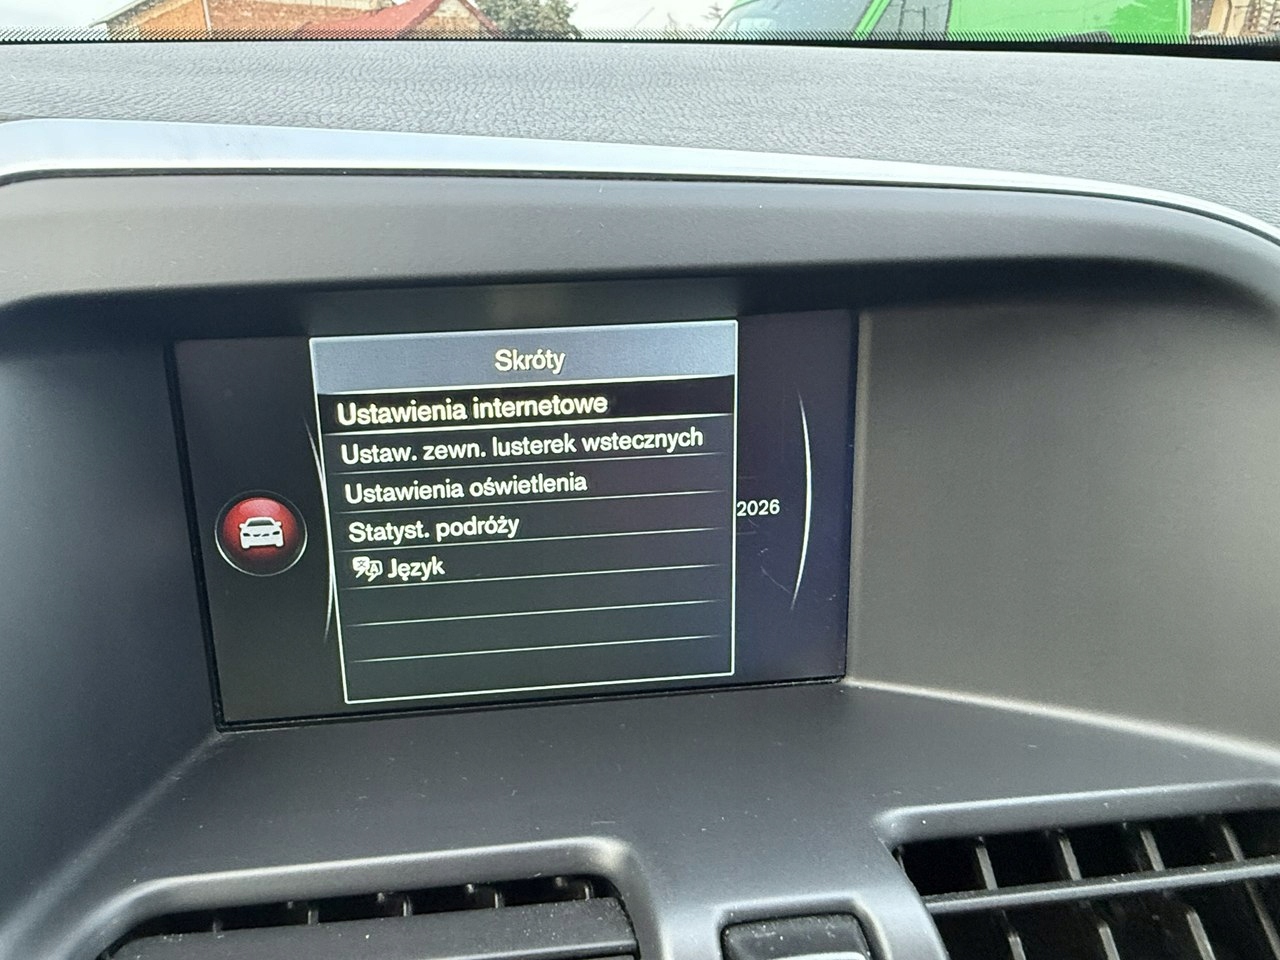 Skróty
Ustawienia internetowe
Ustaw. zewn. lusterek wstecznych
Ustawienia oświetlenia
2026
Statyst. podróży
Język